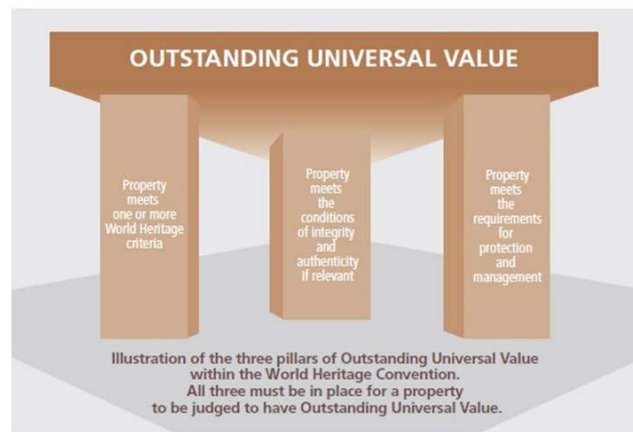 OUTSTANDING UNIVERSAL VALUE
Property
meets
one or more
World Heritage
criteria
Property
meets
the
conditions
of integrity
and
authenticity
if relevant
Property
meets
the
requirements
for
protection
and
management
Illustration of the three pillars of Outstanding Universal Value
within the World Heritage Convention.
All three must be in place for a property
to be judged to have Outstanding Universal Value.